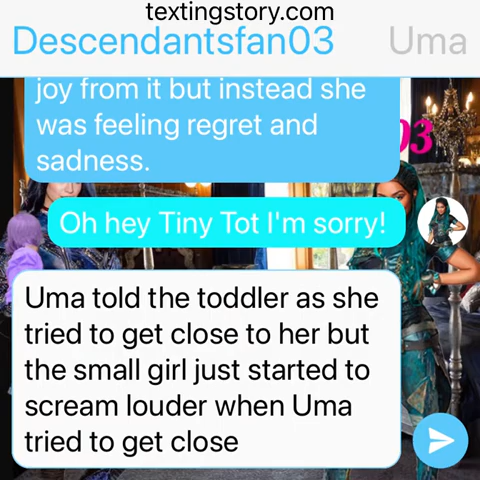 textingstory.com
Descendantsfan03 Uma
joy from it but instead she
was feeling regret and
sadness.
03
Oh hey Tiny Tot I'm sorry!
Uma told the toddler as she
tried to get close to her but
the small girl just started to
scream louder when Uma
tried to get close